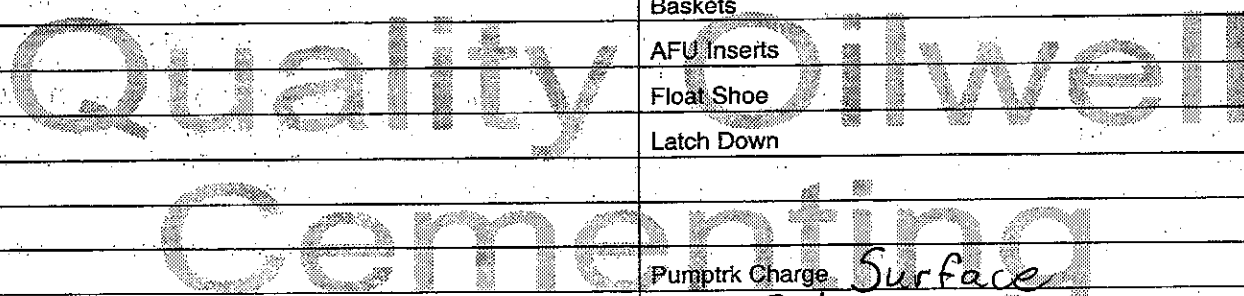 Baskets
AFU Inserts
Quality Oilwell
Float Shoe
Latch Down
Cementing
Pumptrk Charge Surface